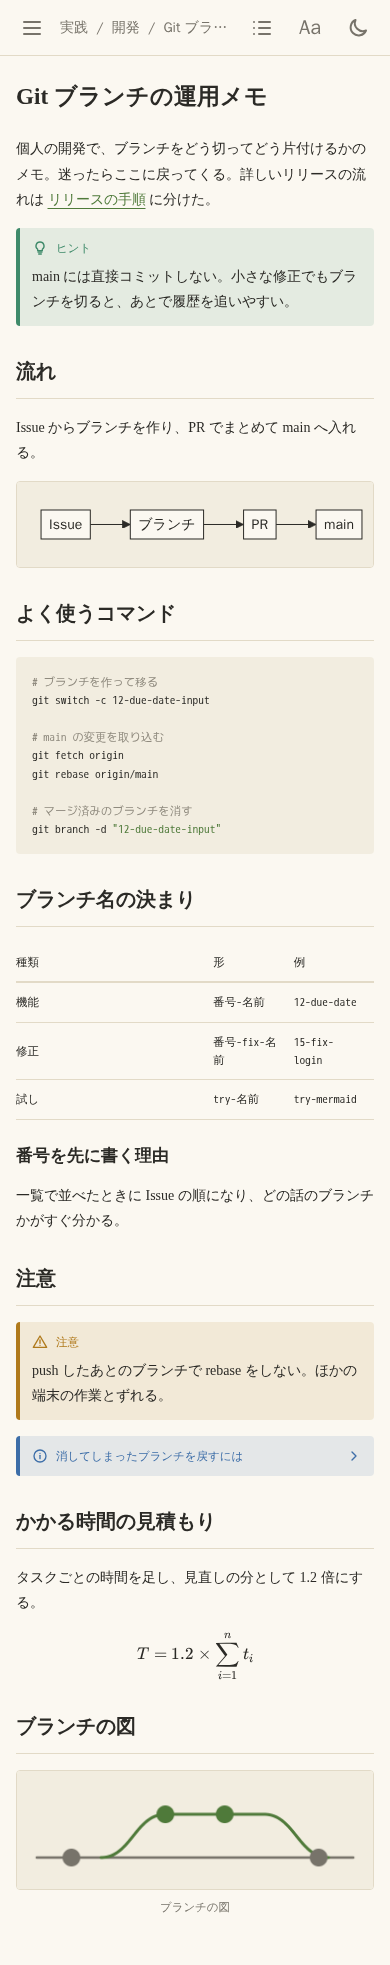 実践 / 開発 / Git ブラ…
Aa
Git ブランチの運用メモ
個人の開発で、ブランチをどう切ってどう片付けるかの
メモ。迷ったらここに戻ってくる。詳しいリリースの流
れは リリースの手順 に分けた。
ヒント
main には直接コミットしない。小さな修正でもブラ
ンチを切ると、あとで履歴を追いやすい。
流れ
Issue からブランチを作り、PR でまとめて main へ入れ
る。
Issue ブランチ PR main
よく使うコマンド
# ブランチを作って移る
git switch -c 12-due-date-input
# main の変更を取り込む
git fetch origin
git rebase origin/main
# マージ済みのブランチを消す
git branch -d "12-due-date-input"
ブランチ名の決まり
種類 形 例
機能 番号-名前 12-due-date
修正 番号-fix-名前 15-fix-login
試し try-名前 try-mermaid
番号を先に書く理由
一覧で並べたときに Issue の順になり、どの話のブランチ
かがすぐ分かる。
注意
注意
push したあとのブランチで rebase をしない。ほかの
端末の作業とずれる。
消してしまったブランチを戻すには
かかる時間の見積もり
タスクごとの時間を足し、見直しの分として 1.2 倍にす
る。
T = 1.2 × ∑_{i=1}^{n} t_i
ブランチの図
ブランチの図